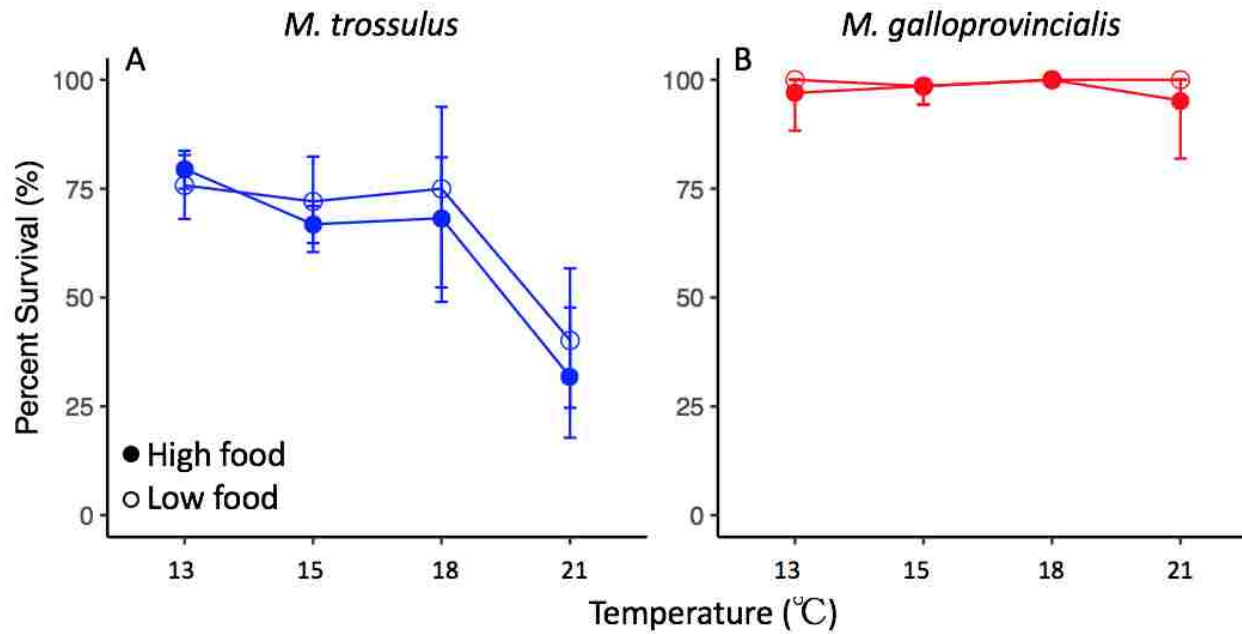 M. trossulus
M. galloprovincialis
A
B
Percent Survival (%)
100
75
50
25
0
High food
Low food
13
15
18
21
100
75
50
25
0
13
15
18
21
Temperature (℃)